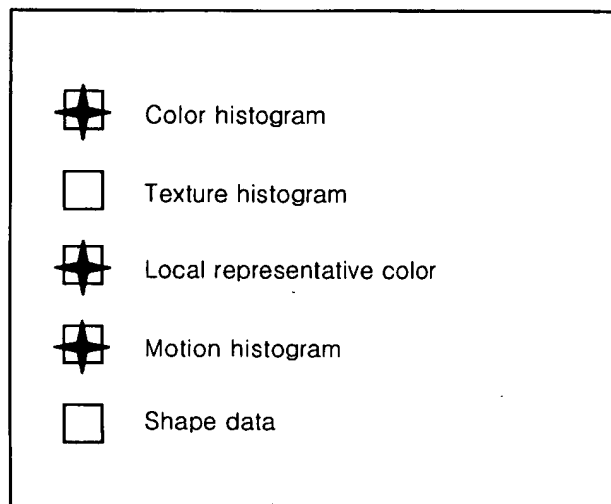 Color histogram
Texture histogram
Local representative color
Motion histogram
Shape data